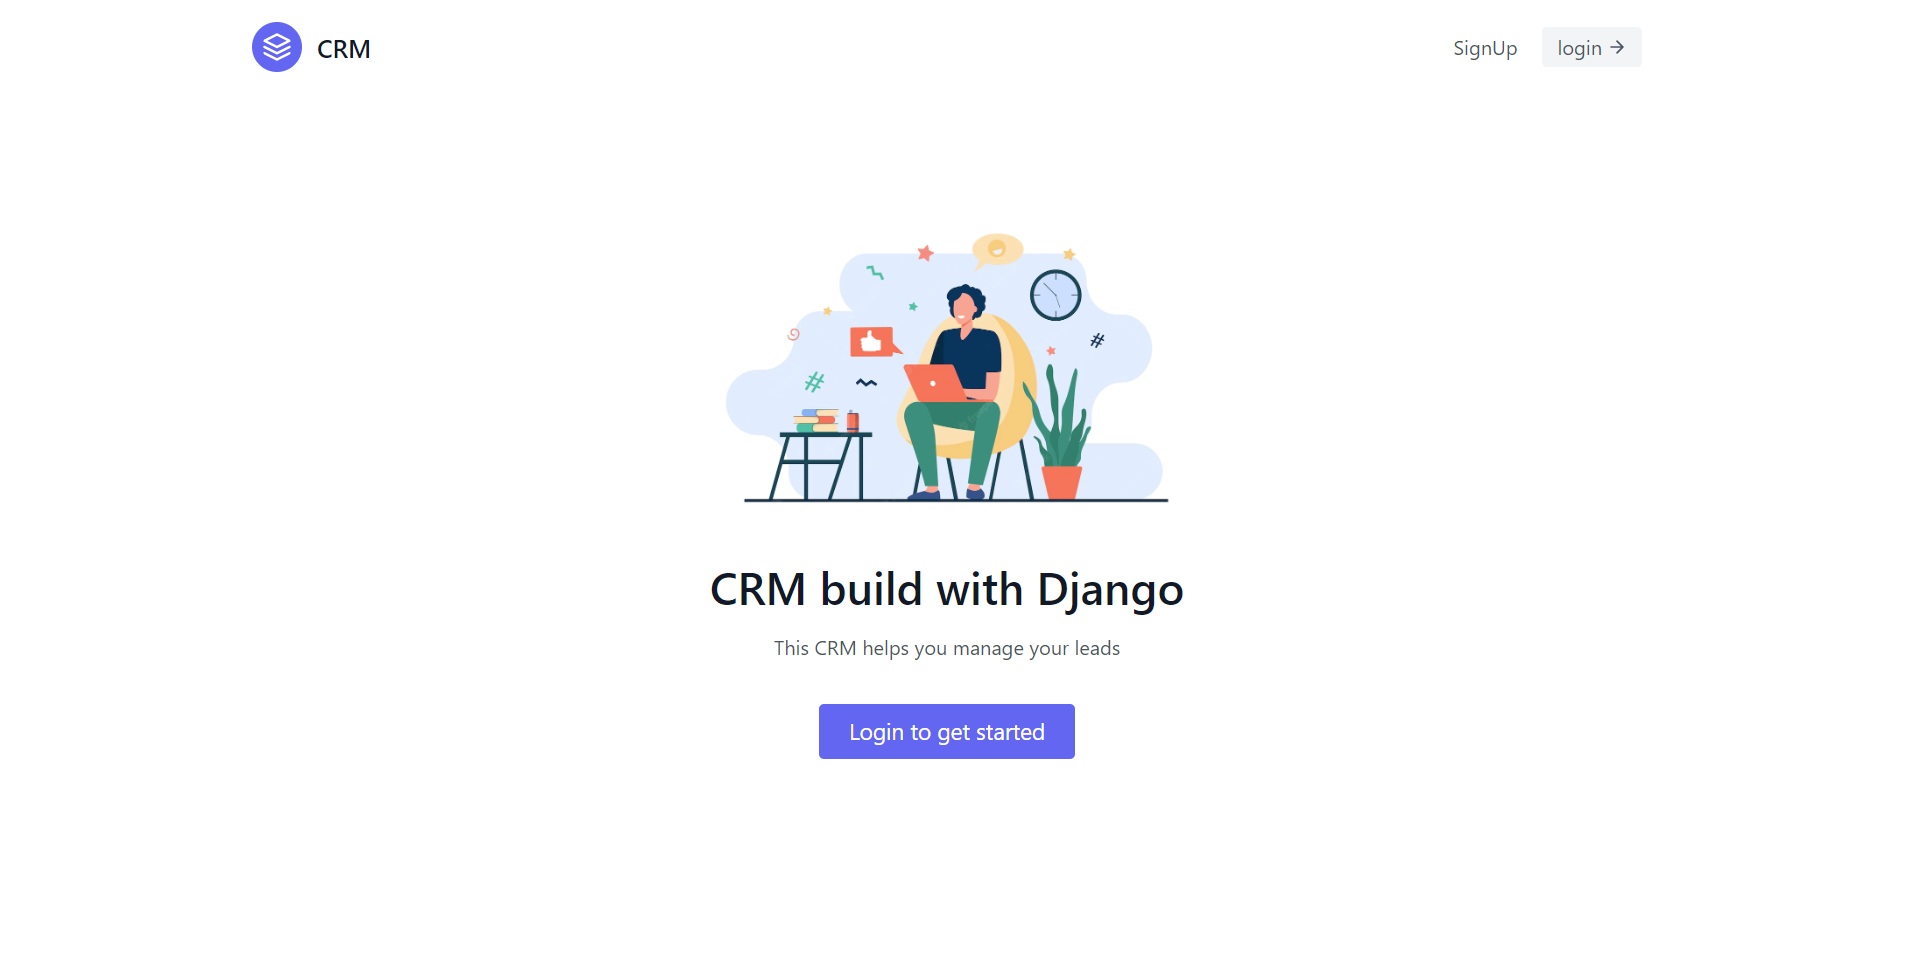 CRM
SignUp
login →
CRM build with Django
This CRM helps you manage your leads
Login to get started